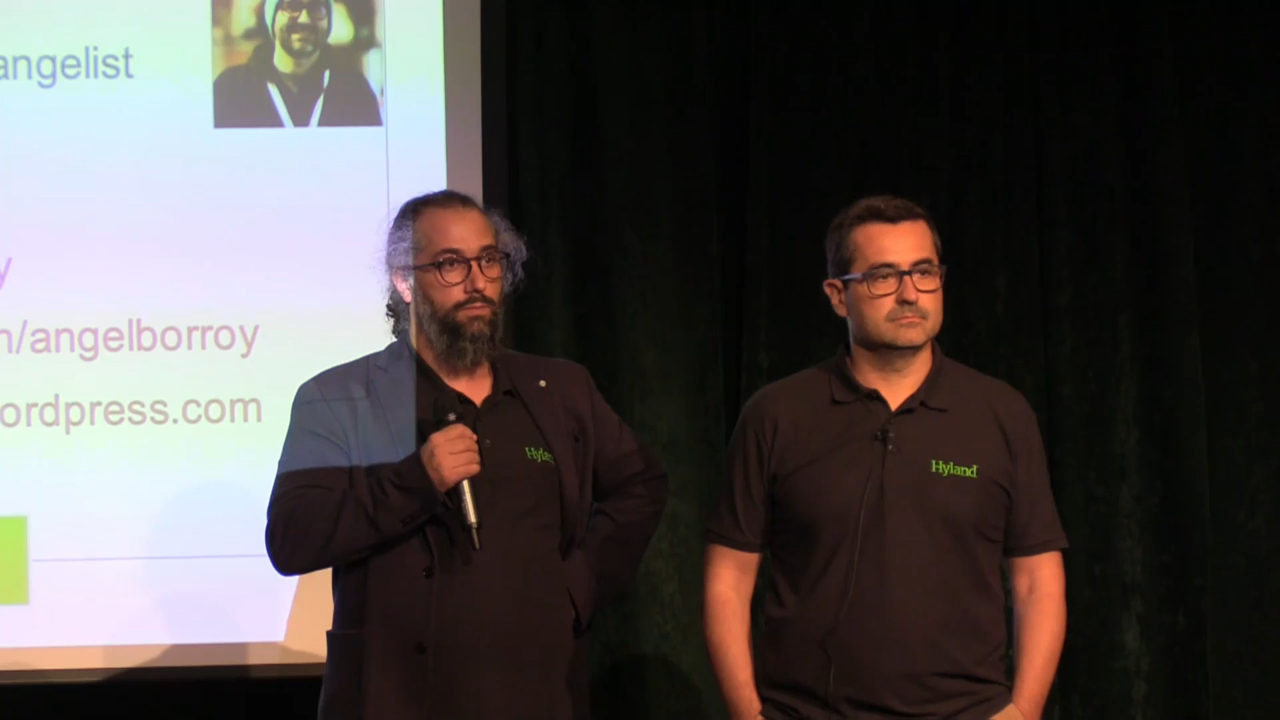 angelist
y
m/angelborroy
ordpress.com
Hyland
Hyland